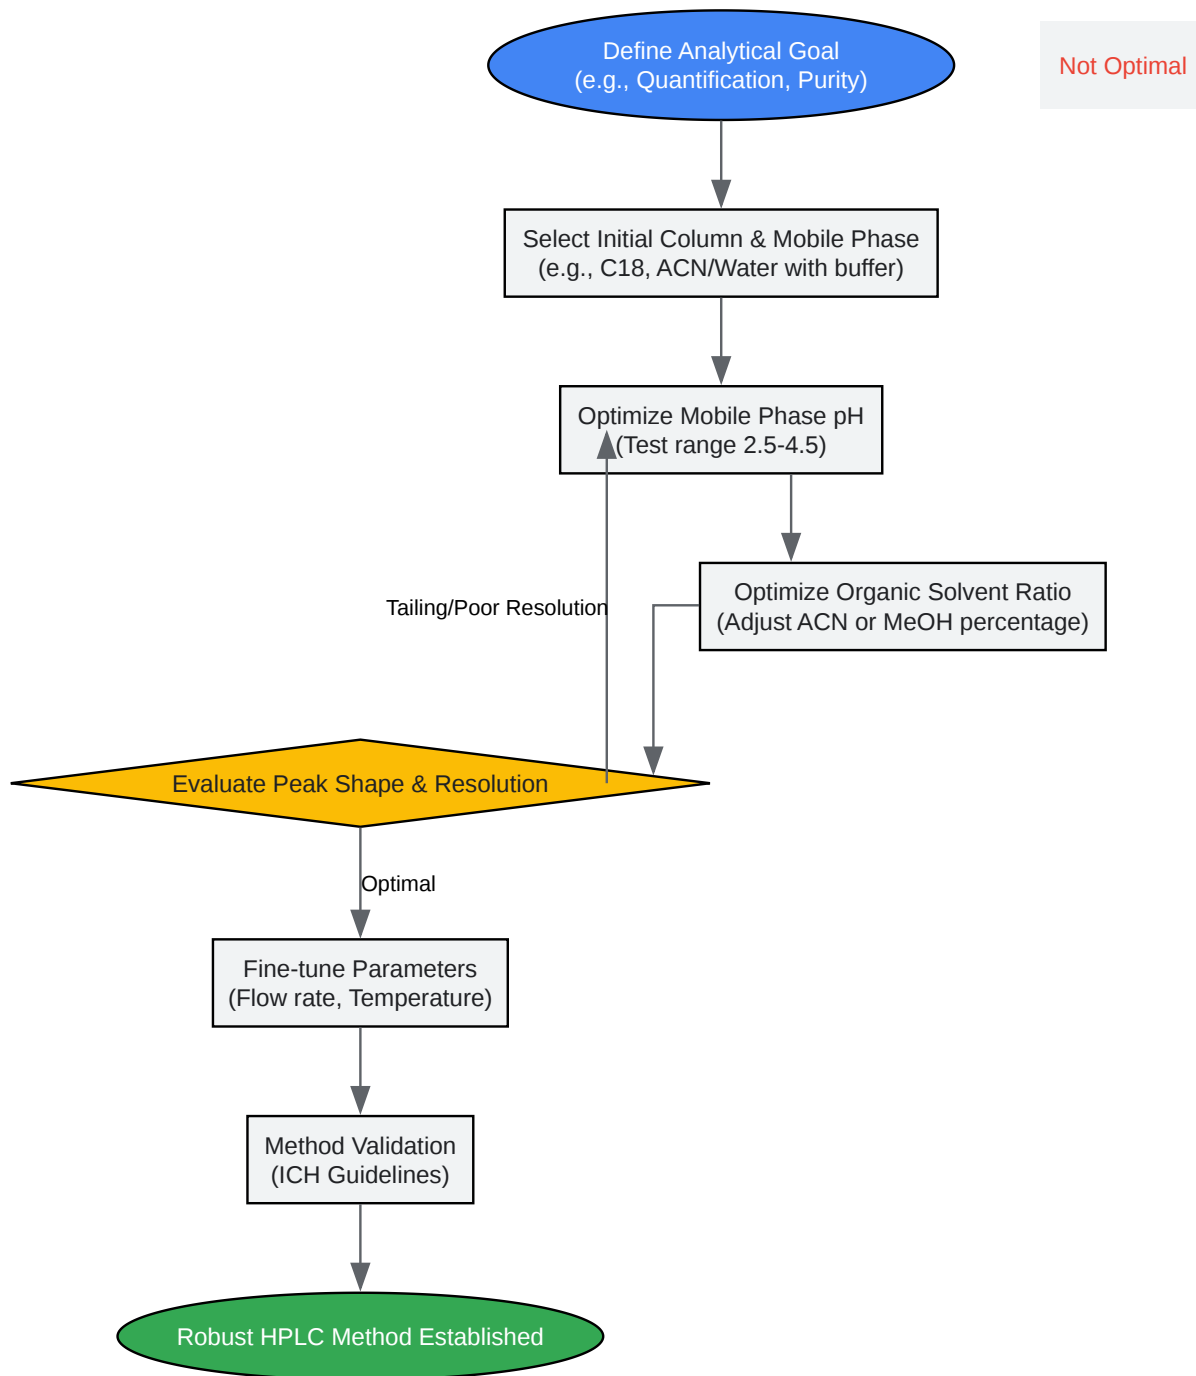 Define Analytical Goal
(e.g., Quantification, Purity)
Not Optimal
Select Initial Column & Mobile Phase
(e.g., C18, ACN/Water with buffer)
Optimize Mobile Phase pH
(Test range 2.5-4.5)
Optimize Organic Solvent Ratio
(Adjust ACN or MeOH percentage)
Tailing/Poor Resolution
Evaluate Peak Shape & Resolution
Optimal
Fine-tune Parameters
(Flow rate, Temperature)
Method Validation
(ICH Guidelines)
Robust HPLC Method Established